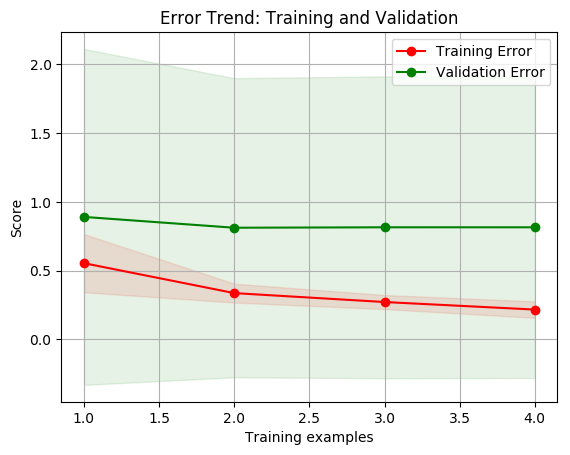 Error Trend: Training and Validation
Training Error
Validation Error
Score
2.0
1.5
1.0
0.5
0.0
1.0 1.5 2.0 2.5 3.0 3.5 4.0
Training examples